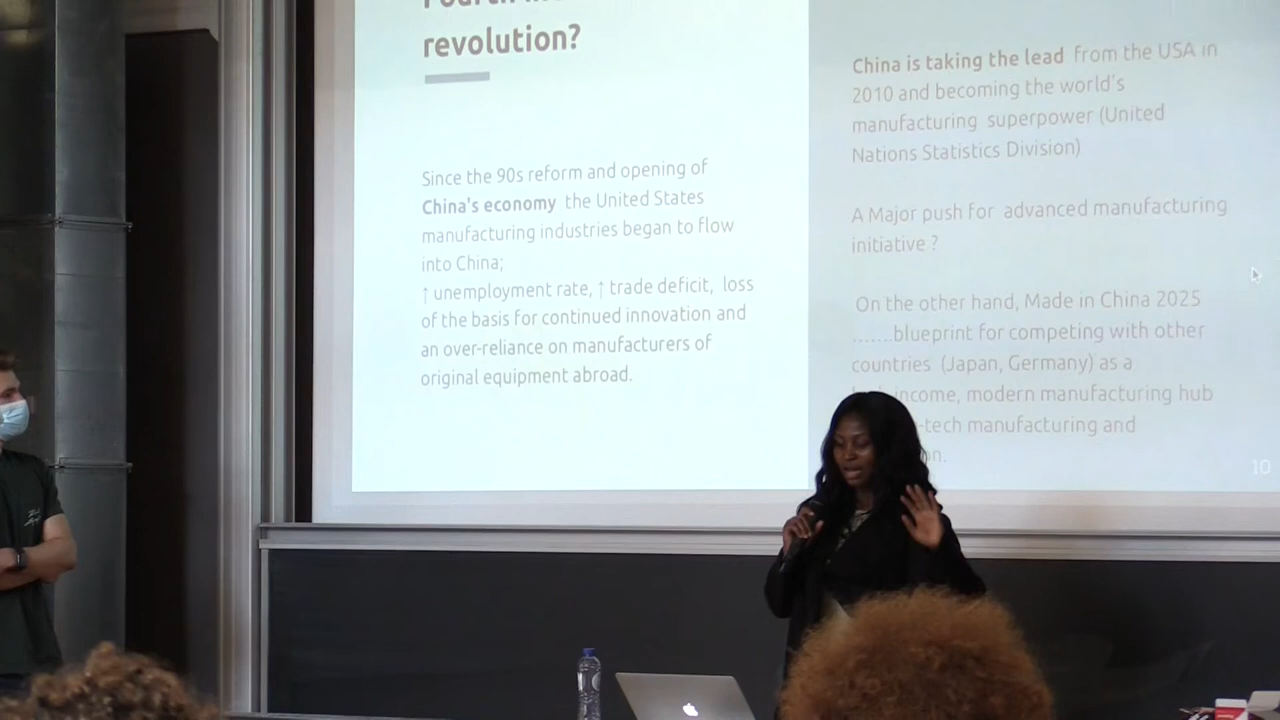 revolution?
Since the 90s reform and opening of
China's economy the United States
manufacturing industries began to flow
into China;
↑ unemployment rate, ↑ trade deficit, loss
of the basis for continued innovation and
an over-reliance on manufacturers of
original equipment abroad.
China is taking the lead from the USA in
2010 and becoming the world's
manufacturing superpower (United
Nations Statistics Division)
A Major push for advanced manufacturing
initiative ?
On the other hand, Made in China 2025
.......blueprint for competing with other
countries (Japan, Germany) as a
income, modern manufacturing hub
-tech manufacturing and
10